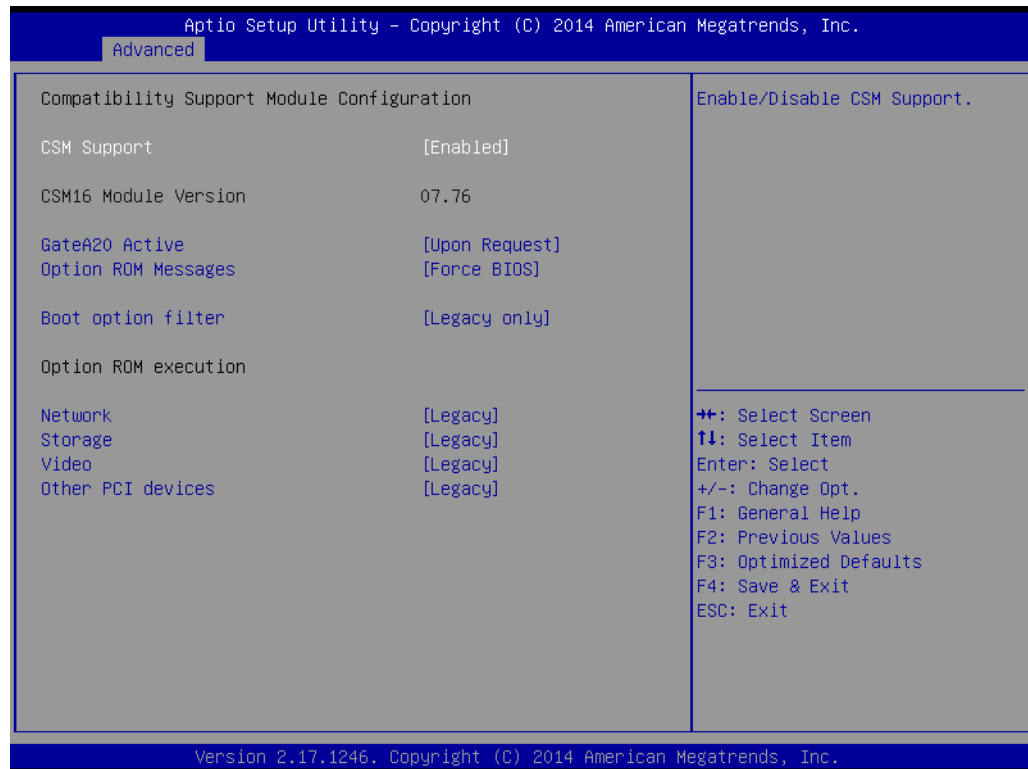 Aptio Setup Utility – Copyright (C) 2014 American Megatrends, Inc.
Advanced
Compatibility Support Module Configuration
CSM Support [Enabled]
CSM16 Module Version 07.76
GateA20 Active [Upon Request]
Option ROM Messages [Force BIOS]
Boot option filter [Legacy only]
Option ROM execution
Network [Legacy]
Storage [Legacy]
Video [Legacy]
Other PCI devices [Legacy]
Enable/Disable CSM Support.
→←: Select Screen
↑↓: Select Item
Enter: Select
+/-: Change Opt.
F1: General Help
F2: Previous Values
F3: Optimized Defaults
F4: Save & Exit
ESC: Exit
Version 2.17.1246. Copyright (C) 2014 American Megatrends, Inc.